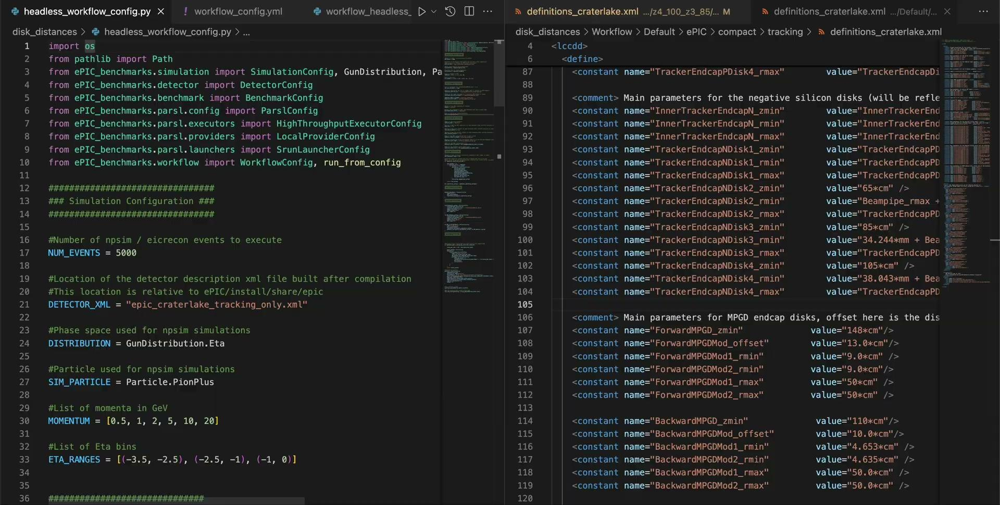 headless_workflow_config.py
workflow_config.yml
workflow_headless_
disk_distances > headless_workflow_config.py > ...
1 import os
2 from pathlib import Path
3 from ePIC_benchmarks.simulation import SimulationConfig, GunDistribution, Pa
4 from ePIC_benchmarks.detector import DetectorConfig
5 from ePIC_benchmarks.benchmark import BenchmarkConfig
6 from ePIC_benchmarks.parsl.config import ParslConfig
7 from ePIC_benchmarks.parsl.executors import HighThroughputExecutorConfig
8 from ePIC_benchmarks.parsl.providers import LocalProviderConfig
9 from ePIC_benchmarks.parsl.launchers import SrunLauncherConfig
10 from ePIC_benchmarks.workflow import WorkflowConfig, run_from_config
11
12 ################################
13 ### Simulation Configuration ###
14 ################################
15
16 #Number of npsim / eicrecon events to execute
17 NUM_EVENTS = 5000
18
19 #Location of the detector description xml file built after compilation
20 #This location is relative to ePIC/install/share/epic
21 DETECTOR_XML = "epic_craterlake_tracking_only.xml"
22
23 #Phase space used for npsim simulations
24 DISTRIBUTION = GunDistribution.Eta
25
26 #Particle used for npsim simulations
27 SIM_PARTICLE = Particle.PionPlus
28
29 #List of momenta in GeV
30 MOMENTUM = [0.5, 1, 2, 5, 10, 20]
31
32 #List of Eta bins
33 ETA_RANGES = [(-3.5, -2.5), (-2.5, -1), (-1, 0)]
34
35
36 ##############################
definitions_craterlake.xml .../z4_100_z3_85/... M
definitions_craterlake.xml .../Default/...
disk_distances > Workflow > Default > ePIC > compact > tracking > definitions_craterlake.xml
4 <lccdd>
6 <define>
87 <constant name="TrackerEndcapPDisk4_rmax" value="TrackerEndcapDi
88
89 <comment> Main parameters for the negative silicon disks (will be refle
90 <constant name="InnerTrackerEndcapN_zmin" value="InnerTrackerEnd
91 <constant name="InnerTrackerEndcapN_rmin" value="InnerTrackerEnd
92 <constant name="InnerTrackerEndcapN_rmin" value="InnerTrackerEnd
93 <constant name="TrackerEndcapNDisk1_zmin" value="TrackerEndcapPD
94 <constant name="TrackerEndcapNDisk1_rmin" value="TrackerEndcapPD
95 <constant name="TrackerEndcapNDisk1_rmax" value="TrackerEndcapPD
96 <constant name="TrackerEndcapNDisk2_zmin" value="65*cm" />
97 <constant name="TrackerEndcapNDisk2_rmin" value="Beampipe_rmax +
98 <constant name="TrackerEndcapNDisk2_rmax" value="TrackerEndcapPD
99 <constant name="TrackerEndcapNDisk3_zmin" value="85*cm" />
100 <constant name="TrackerEndcapNDisk3_rmin" value="34.244*mm + Bea
101 <constant name="TrackerEndcapNDisk3_rmax" value="TrackerEndcapPD
102 <constant name="TrackerEndcapNDisk4_zmin" value="105*cm" />
103 <constant name="TrackerEndcapNDisk4_rmin" value="38.043*mm + Bea
104 <constant name="TrackerEndcapNDisk4_rmax" value="TrackerEndcapPD
105
106 <comment> Main parameters for MPGD endcap disks, offset here is the dis
107 <constant name="ForwardMPGD_zmin" value="148*cm"/>
108 <constant name="ForwardMPGDMod_offset" value="13.0*cm"/>
109 <constant name="ForwardMPGDMod1_rmin" value="9.0*cm" />
110 <constant name="ForwardMPGDMod2_rmin" value="9.0*cm"/>
111 <constant name="ForwardMPGDMod1_rmax" value="50*cm" />
112 <constant name="ForwardMPGDMod2_rmax" value="50*cm" />
113
114 <constant name="BackwardMPGD_zmin" value="110*cm"/>
115 <constant name="BackwardMPGDMod_offset" value="10.0*cm"/>
116 <constant name="BackwardMPGDMod1_rmin" value="4.653*cm" />
117 <constant name="BackwardMPGDMod2_rmin" value="4.635*cm" />
118 <constant name="BackwardMPGDMod1_rmax" value="50.0*cm" />
119 <constant name="BackwardMPGDMod2_rmax" value="50.0*cm" />
120